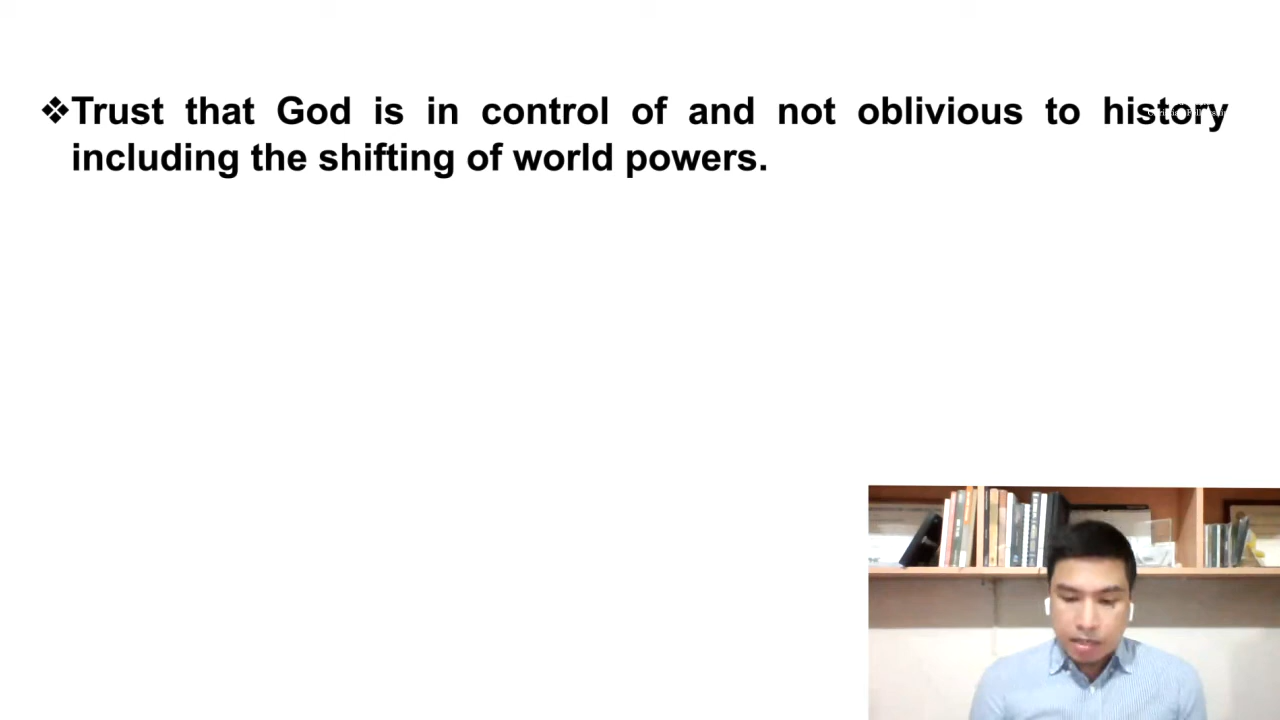 ❖Trust that God is in control of and not oblivious to history
including the shifting of world powers.